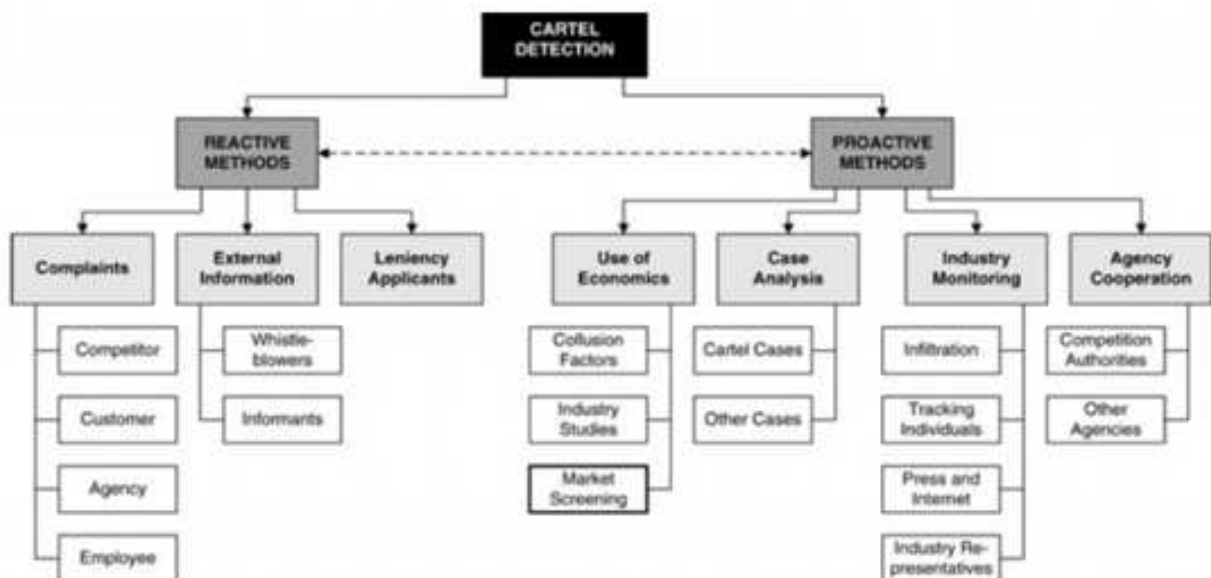 CARTEL
DETECTION
REACTIVE
METHODS
PROACTIVE
METHODS
Complaints
External
Information
Leniency
Applicants
Use of
Economics
Case
Analysis
Industry
Monitoring
Agency
Cooperation
Competitor
Customer
Agency
Employee
Whistle-
blowers
Informants
Collusion
Factors
Industry
Studies
Market
Screening
Cartel Cases
Other Cases
Infiltration
Tracking
Individuals
Press and
Internet
Industry Re-
presentatives
Competition
Authorities
Other
Agencies